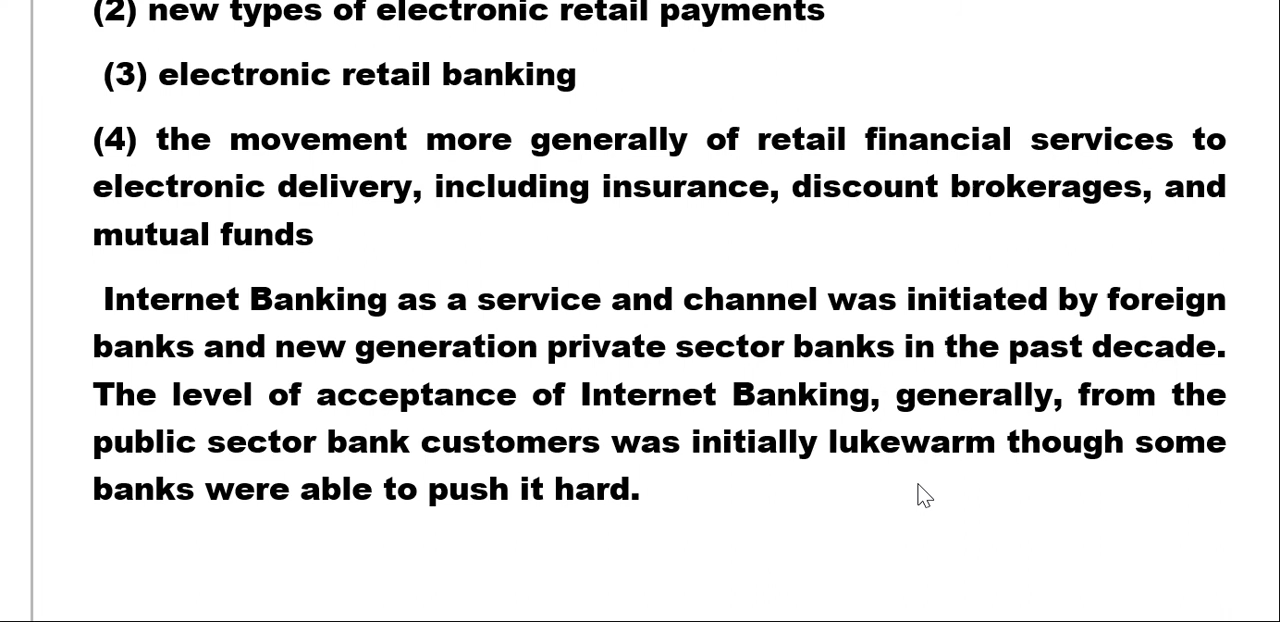 (2) new types of electronic retail payments
(3) electronic retail banking
(4) the movement more generally of retail financial services to
electronic delivery, including insurance, discount brokerages, and
mutual funds
Internet Banking as a service and channel was initiated by foreign
banks and new generation private sector banks in the past decade.
The level of acceptance of Internet Banking, generally, from the
public sector bank customers was initially lukewarm though some
banks were able to push it hard.